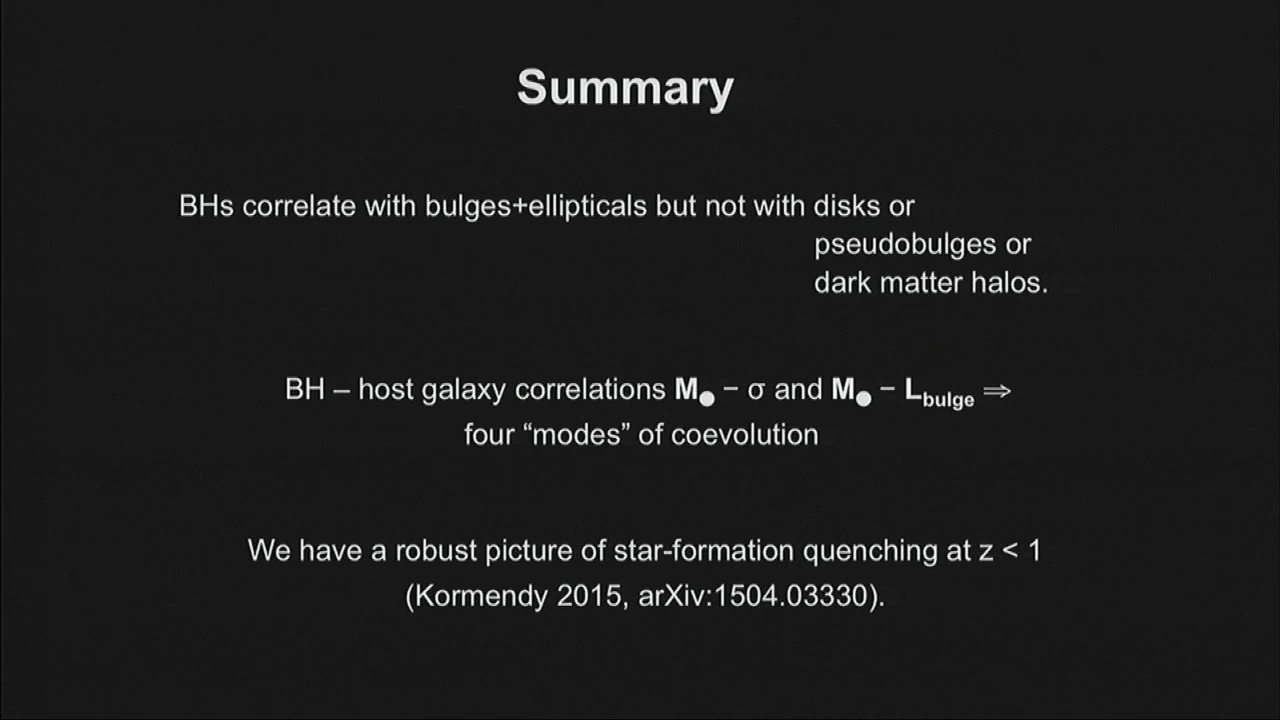 Summary
BHs correlate with bulges+ellipticals but not with disks or
pseudobulges or
dark matter halos.
BH – host galaxy correlations M● − σ and M● − Lbulge ⇒
four “modes” of coevolution
We have a robust picture of star-formation quenching at z < 1
(Kormendy 2015, arXiv:1504.03330).